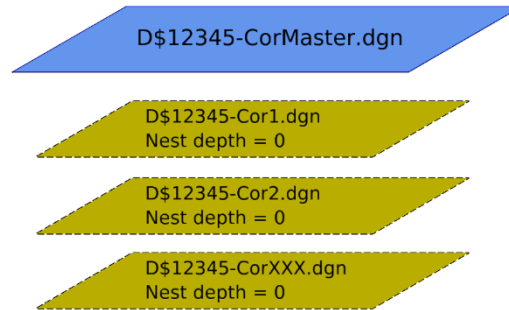 D$12345-CorMaster.dgn
D$12345-Cor1.dgn
Nest depth = 0
D$12345-Cor2.dgn
Nest depth = 0
D$12345-CorXXX.dgn
Nest depth = 0